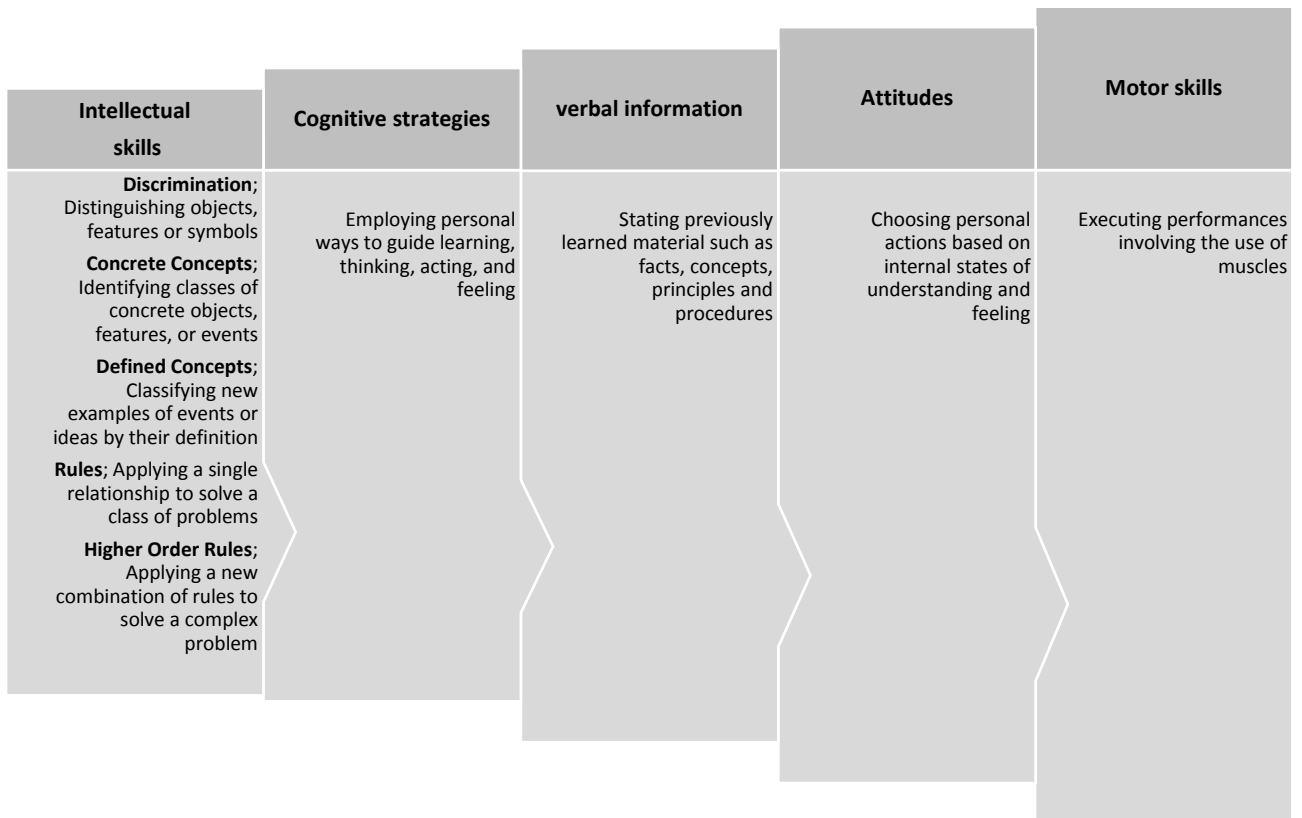 Intellectual
skills
Discrimination;
Distinguishing objects,
features or symbols
Concrete Concepts;
Identifying classes of
concrete objects,
features, or events
Defined Concepts;
Classifying new
examples of events or
ideas by their definition
Rules; Applying a single
relationship to solve a
class of problems
Higher Order Rules;
Applying a new
combination of rules to
solve a complex
problem
Cognitive strategies
Employing personal
ways to guide learning,
thinking, acting, and
feeling
verbal information
Stating previously
learned material such as
facts, concepts,
principles and
procedures
Attitudes
Choosing personal
actions based on
internal states of
understanding and
feeling
Motor skills
Executing performances
involving the use of
muscles